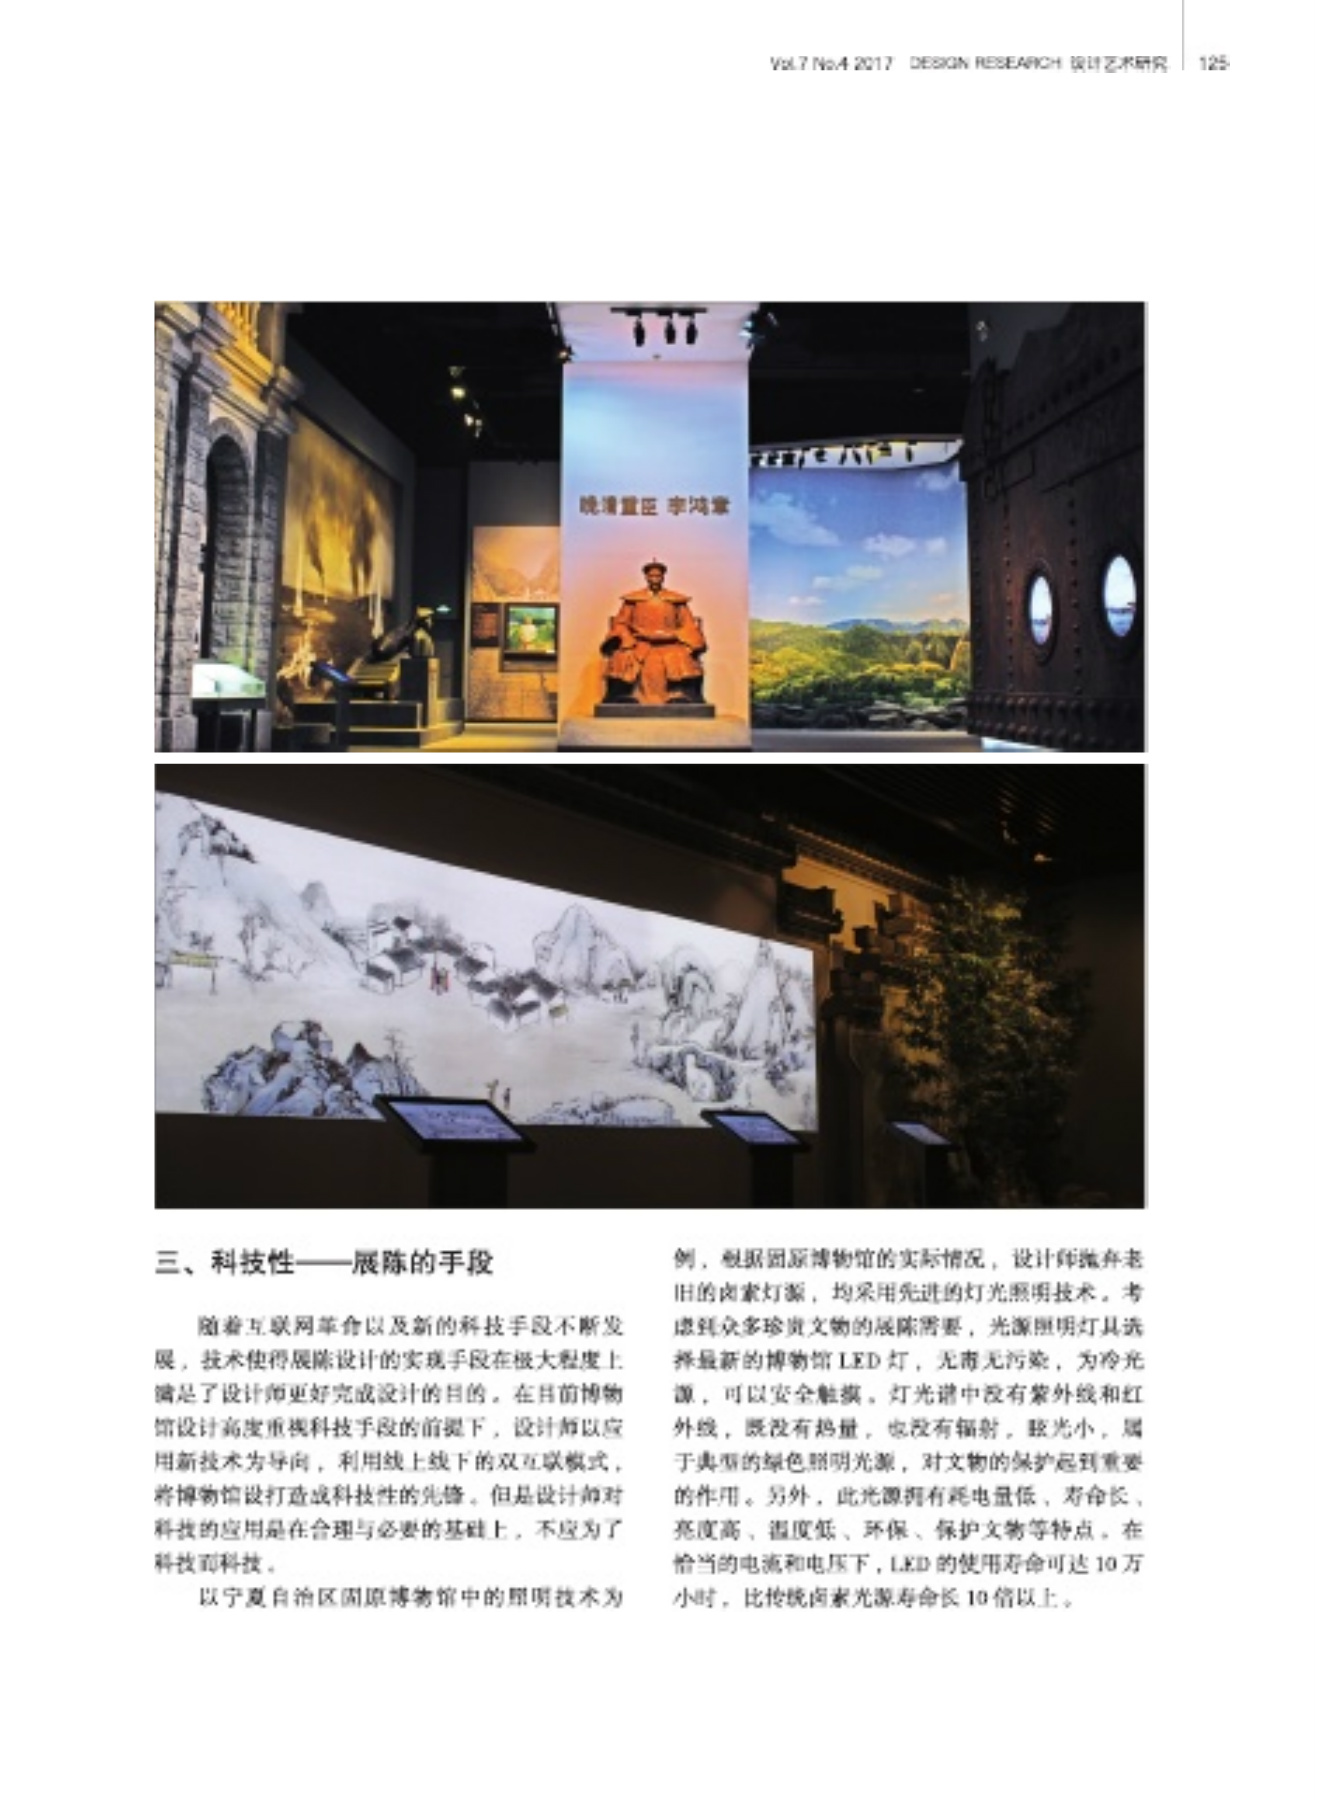 Vol.7 No.4 2017 DESIGN RESEARCH 设计艺术研究 125
晚清重臣 李鸿章
三、科技性——展陈的手段
随着互联网革命以及新的科技手段不断发
展，技术使得展陈设计的实现手段在极大程度上
满足了设计师更好完成设计的目的。在目前博物
馆设计高度重视科技手段的前提下，设计师以应
用新技术为导向，利用线上线下的双互联模式，
将博物馆设打造成科技性的先锋。但是设计师对
科技的应用是在合理与必要的基础上，不应为了
科技而科技。
以宁夏自治区固原博物馆中的照明技术为
例，根据固原博物馆的实际情况，设计师抛弃老
旧的卤素灯源，均采用先进的灯光照明技术。考
虑到众多珍贵文物的展陈需要，光源照明灯具选
择最新的博物馆 LED 灯，无毒无污染，为冷光
源，可以安全触摸。灯光谱中没有紫外线和红
外线，既没有热量，也没有辐射，眩光小，属
于典型的绿色照明光源，对文物的保护起到重要
的作用。另外，此光源拥有耗电量低、寿命长、
亮度高、温度低、环保、保护文物等特点。在
恰当的电流和电压下，LED 的使用寿命可达 10 万
小时，比传统卤素光源寿命长 10 倍以上。